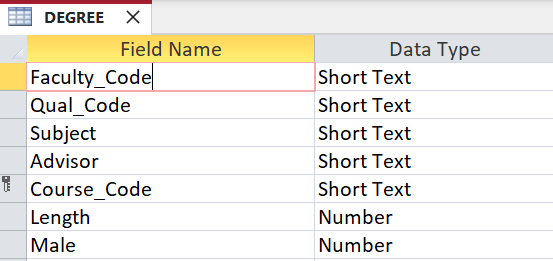 DEGREE
Field Name Data Type
Faculty_Code Short Text
Qual_Code Short Text
Subject Short Text
Advisor Short Text
Course_Code Short Text
Length Number
Male Number